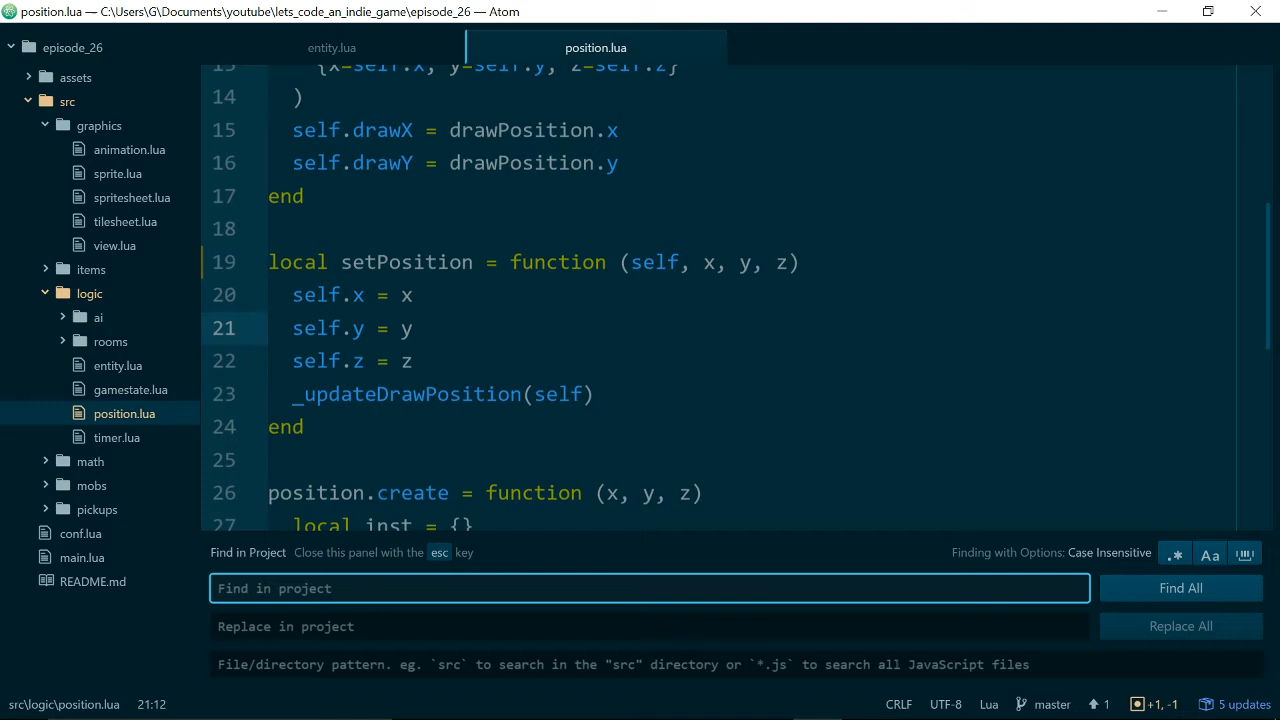 position.lua — C:\Users\G\Documents\youtube\lets_code_an_indie_game\episode_26 — Atom
episode_26
assets
src
graphics
animation.lua
sprite.lua
spritesheet.lua
tilesheet.lua
view.lua
items
logic
ai
rooms
entity.lua
gamestate.lua
position.lua
timer.lua
math
mobs
pickups
conf.lua
main.lua
README.md
entity.lua
position.lua
13 {x=self.x, y=self.y, z=self.z}
14 )
15 self.drawX = drawPosition.x
16 self.drawY = drawPosition.y
17 end
18
19 local setPosition = function (self, x, y, z)
20 self.x = x
21 self.y = y
22 self.z = z
23 _updateDrawPosition(self)
24 end
25
26 position.create = function (x, y, z)
27 local inst = {}
Find in Project Close this panel with the esc key
Finding with Options: Case Insensitive
.* Aa
Find in project
Find All
Replace in project
Replace All
File/directory pattern. eg. `src` to search in the "src" directory or `*.js` to search all JavaScript files
src\logic\position.lua 21:12
CRLF UTF-8 Lua master 1 +1, -1 5 updates